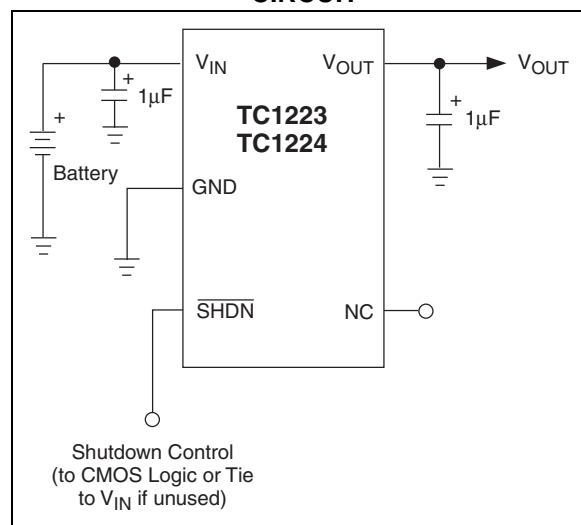 CIRCUIT
VIN
VOUT
VOUT
+
1µF
TC1223
TC1224
+
1µF
+
Battery
GND
SHDN
NC
Shutdown Control
(to CMOS Logic or Tie
to VIN if unused)